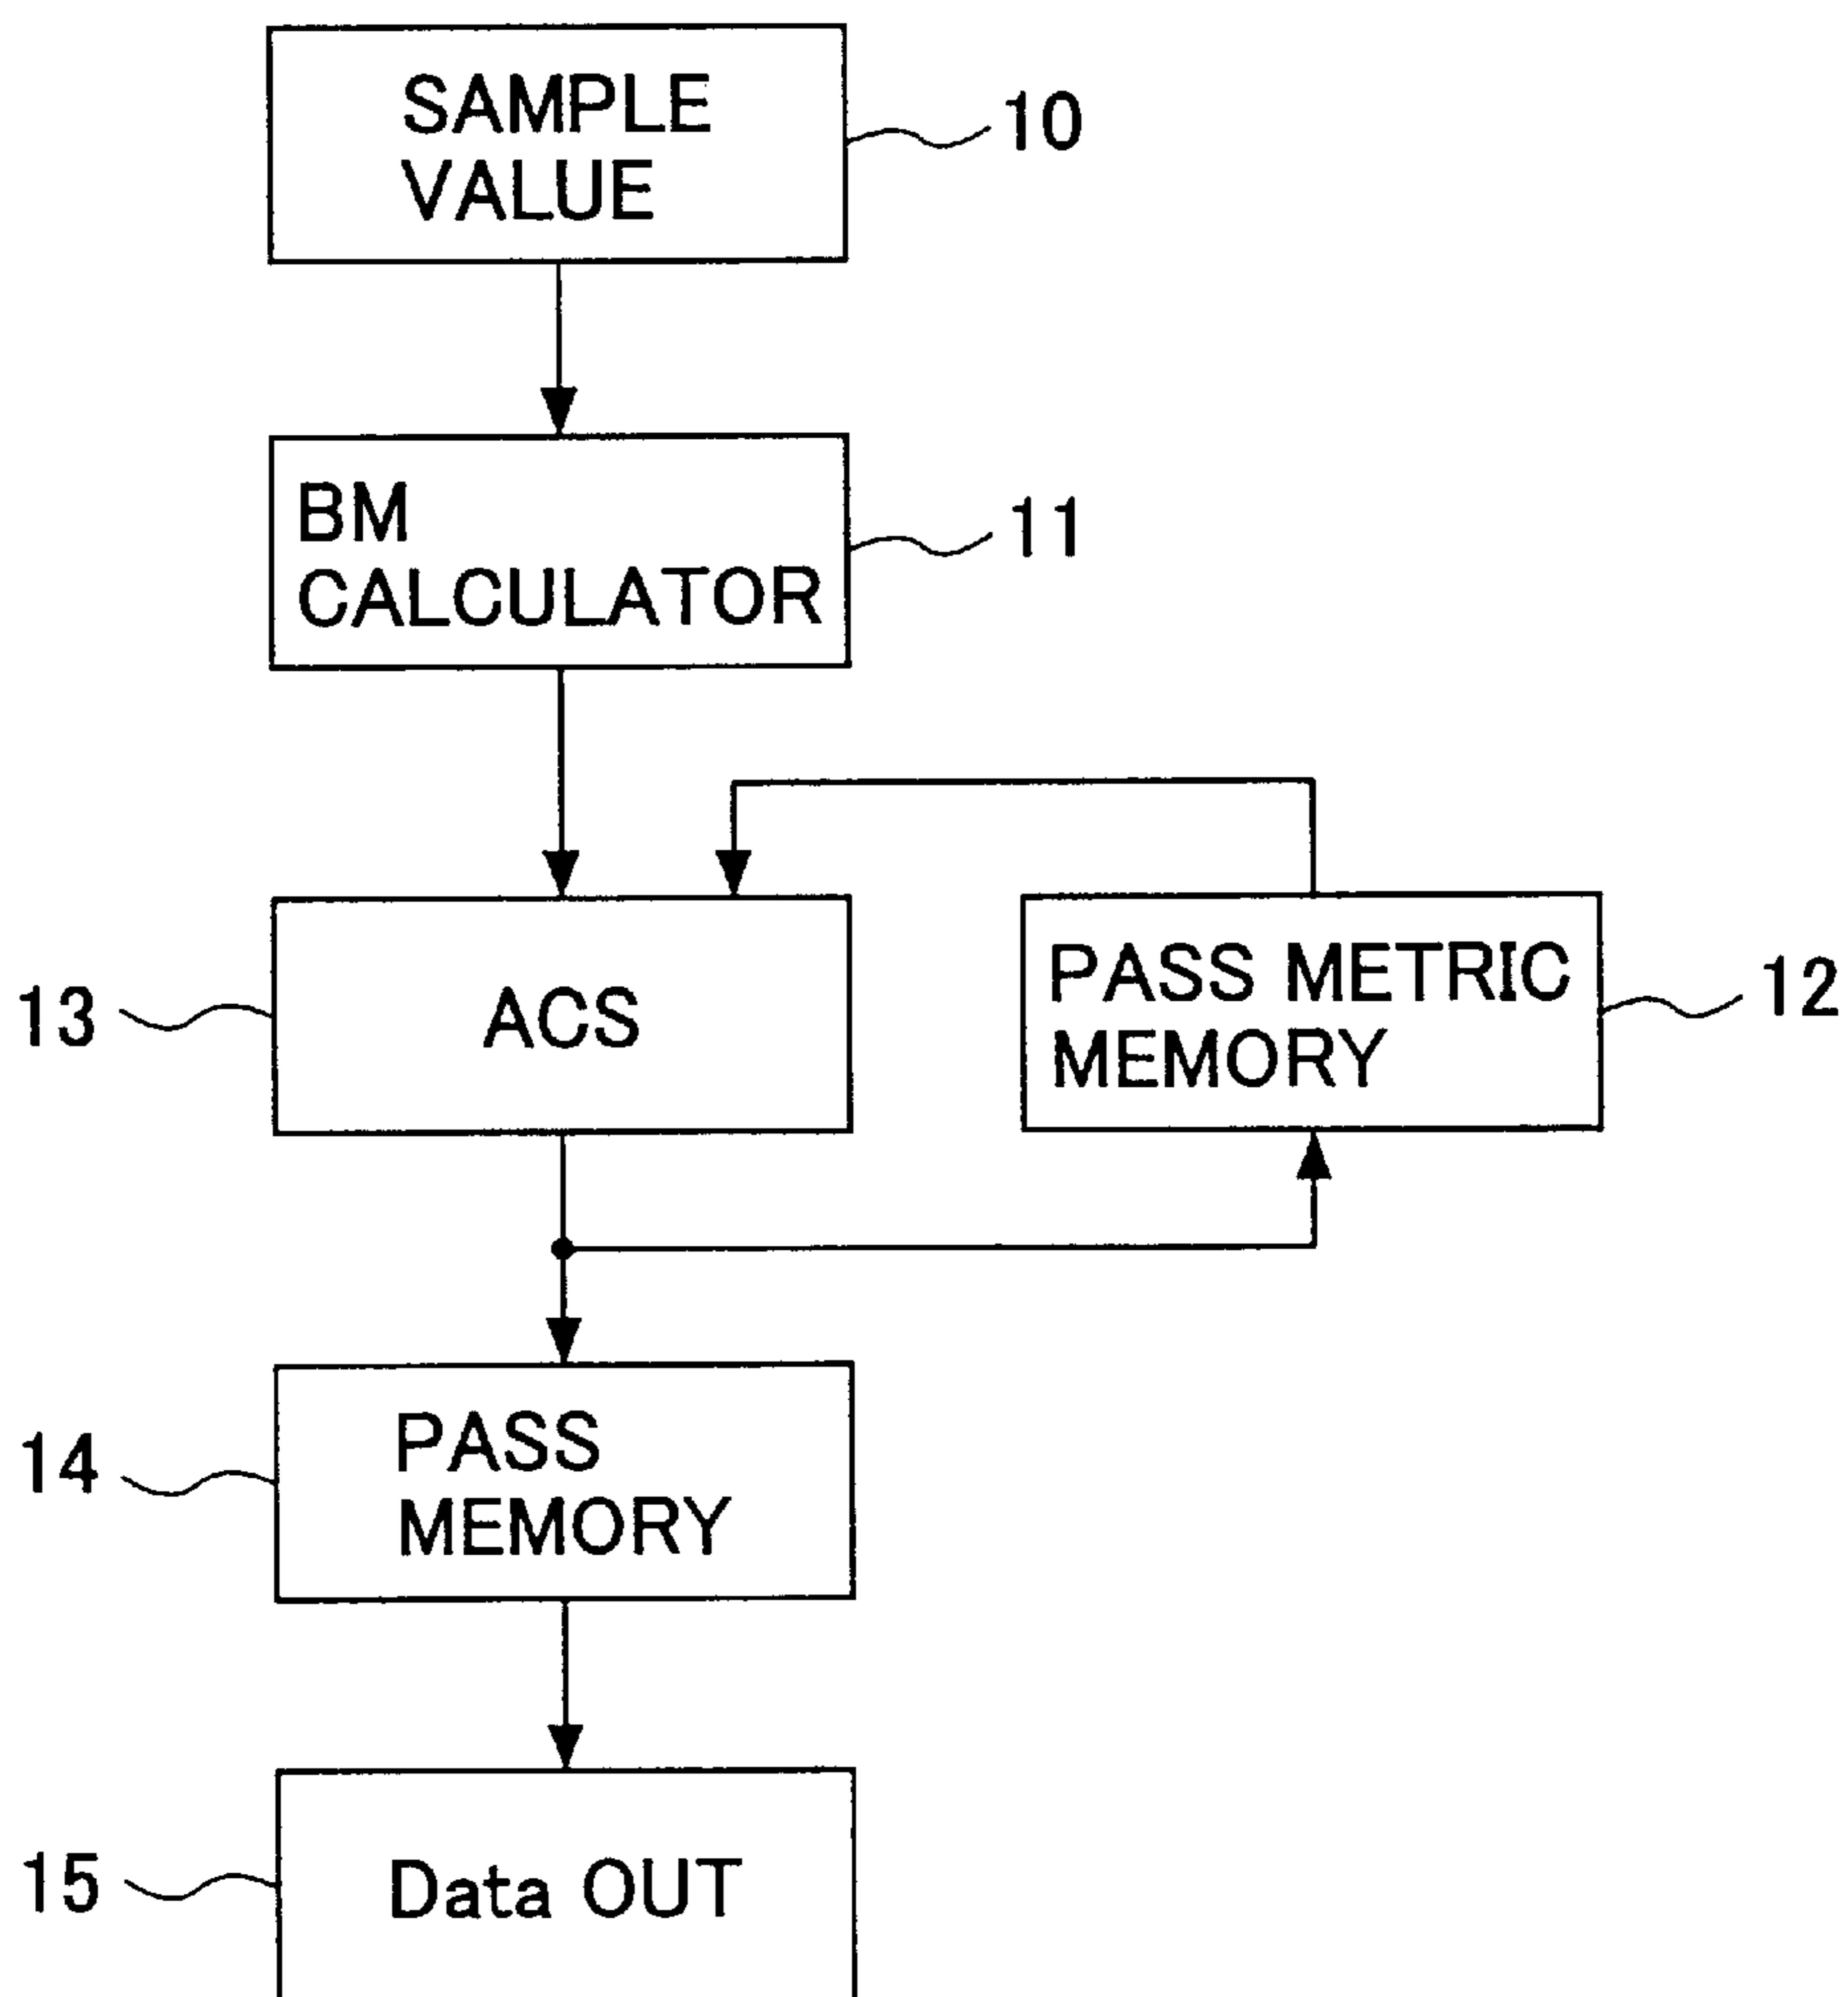 SAMPLE
VALUE
10
BM
CALCULATOR
11
13
ACS
PASS METRIC
MEMORY
12
14
PASS
MEMORY
15
Data OUT